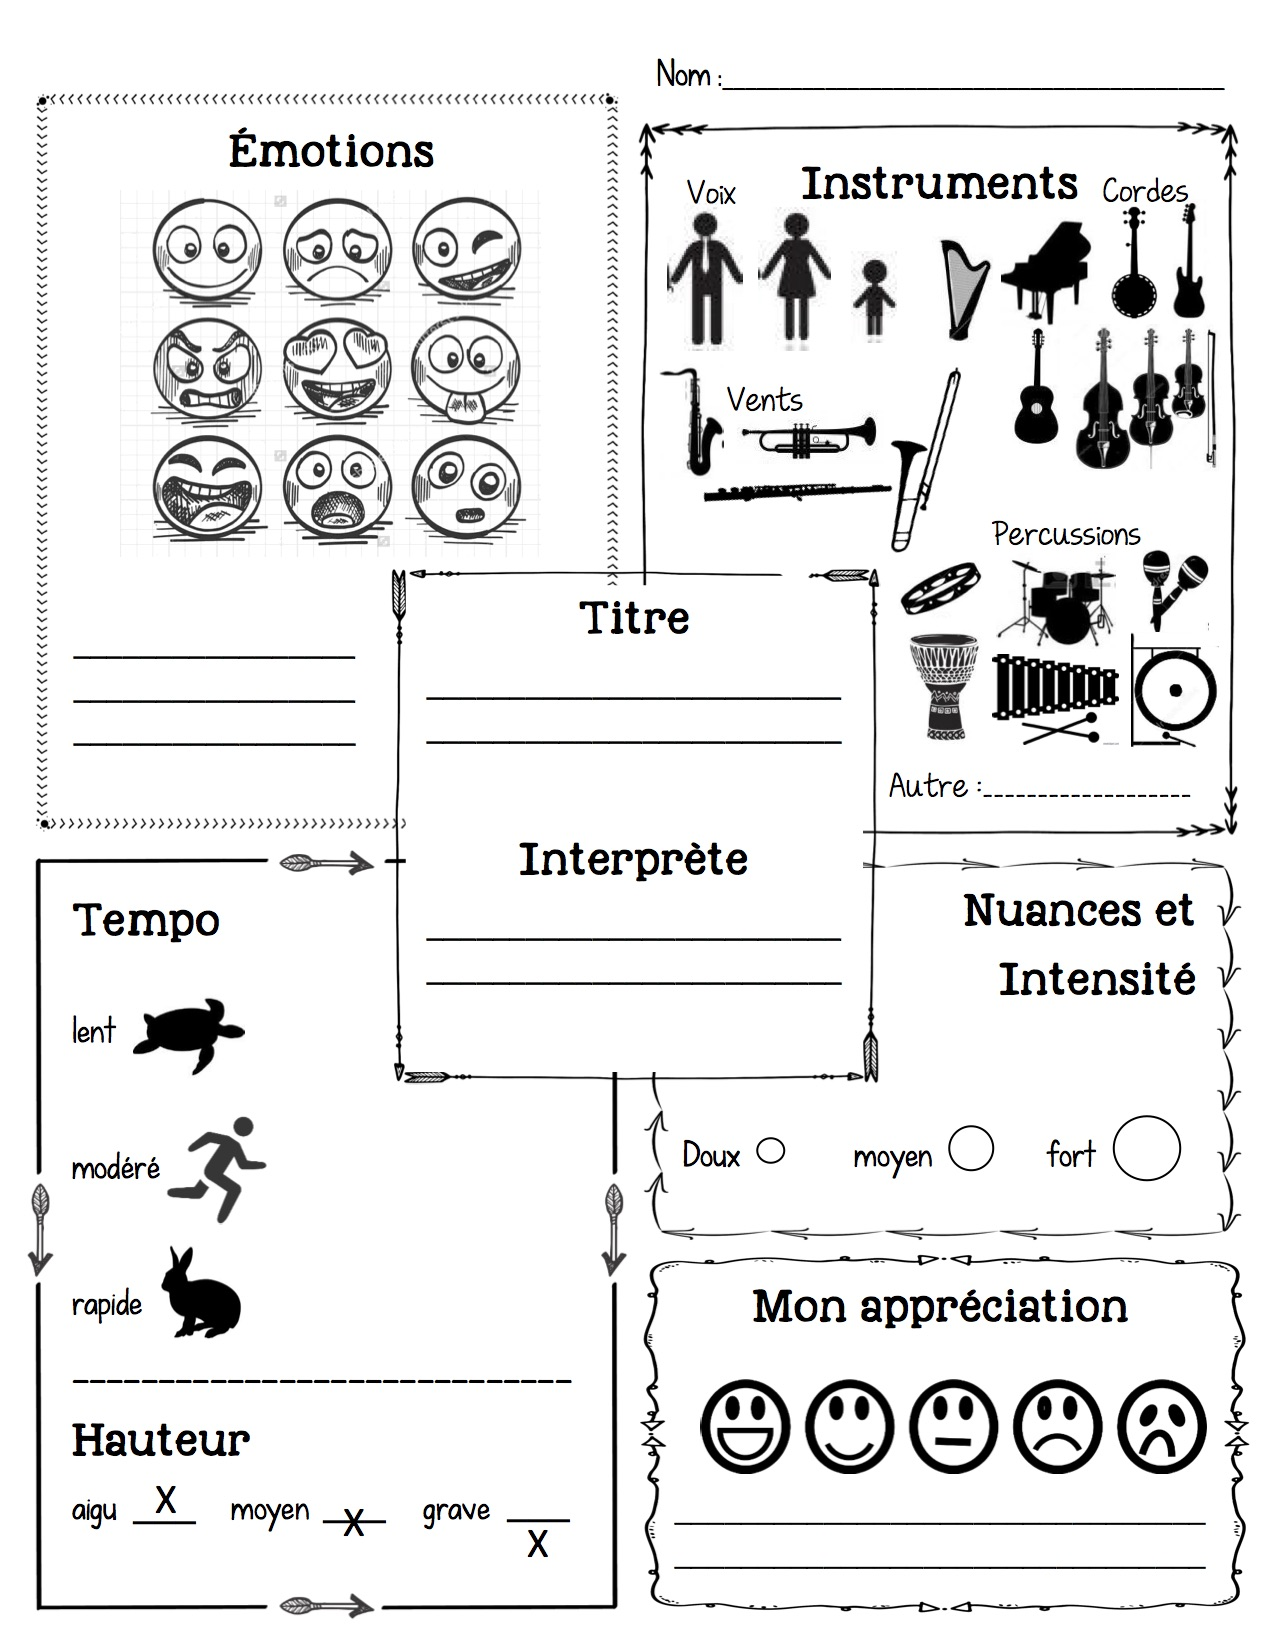 Nom :
Émotions
Instruments
Voix
Cordes
Vents
Percussions
Autre :
Titre
Interprète
Tempo
lent
modéré
rapide
Hauteur
aigu X moyen X grave X
Nuances et
Intensité
Doux moyen fort
Mon appréciation